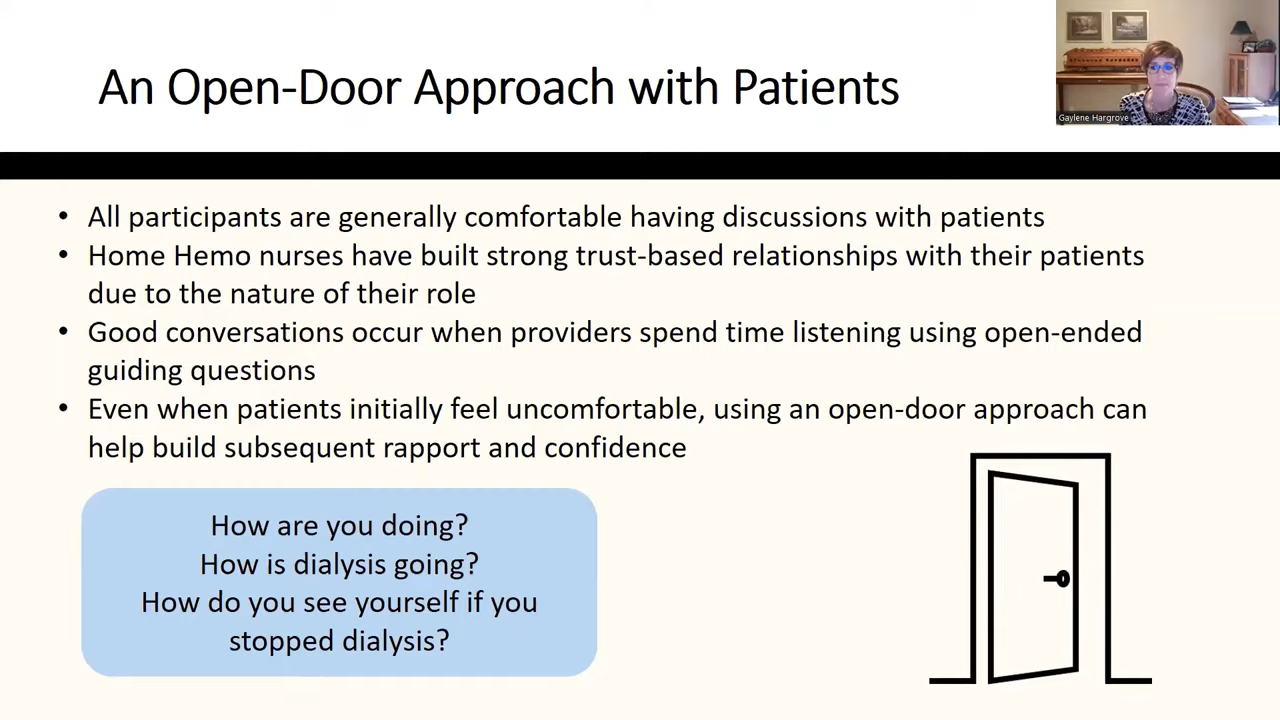 An Open-Door Approach with Patients
Gaylene Hargrove
• All participants are generally comfortable having discussions with patients
• Home Hemo nurses have built strong trust-based relationships with their patients
due to the nature of their role
• Good conversations occur when providers spend time listening using open-ended
guiding questions
• Even when patients initially feel uncomfortable, using an open-door approach can
help build subsequent rapport and confidence
How are you doing?
How is dialysis going?
How do you see yourself if you
stopped dialysis?